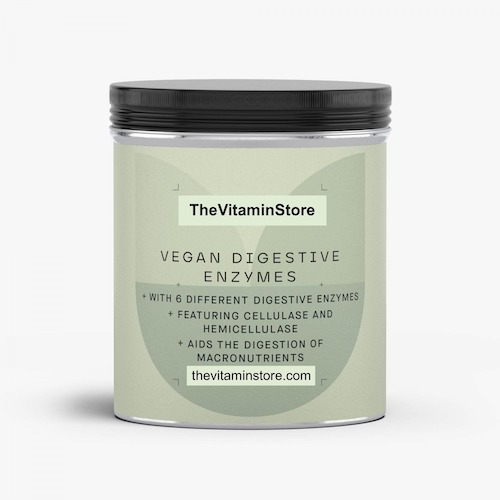 TheVitaminStore
VEGAN DIGESTIVE
ENZYMES
+ WITH 6 DIFFERENT DIGESTIVE ENZYMES
+ FEATURING CELLULASE AND
HEMICELLULASE
+ AIDS THE DIGESTION OF
MACRONUTRIENTS
thevitaminstore.com